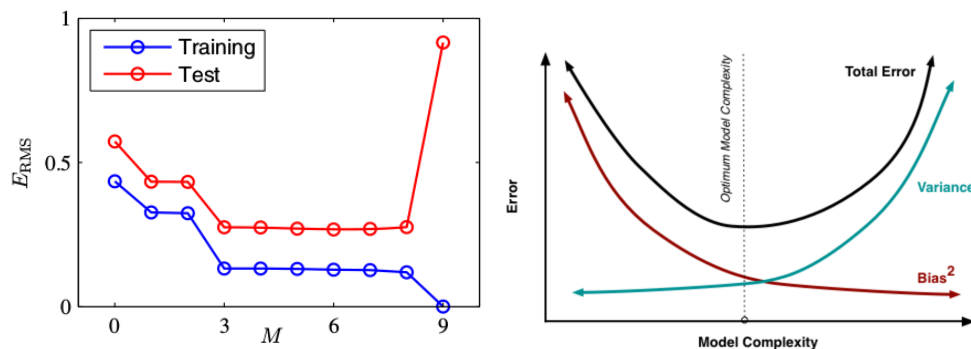 1
Training
Test
E_RMS
0.5
0
0 3 6 9
M
Total Error
Optimum Model Complexity
Variance
Error
Bias²
Model Complexity